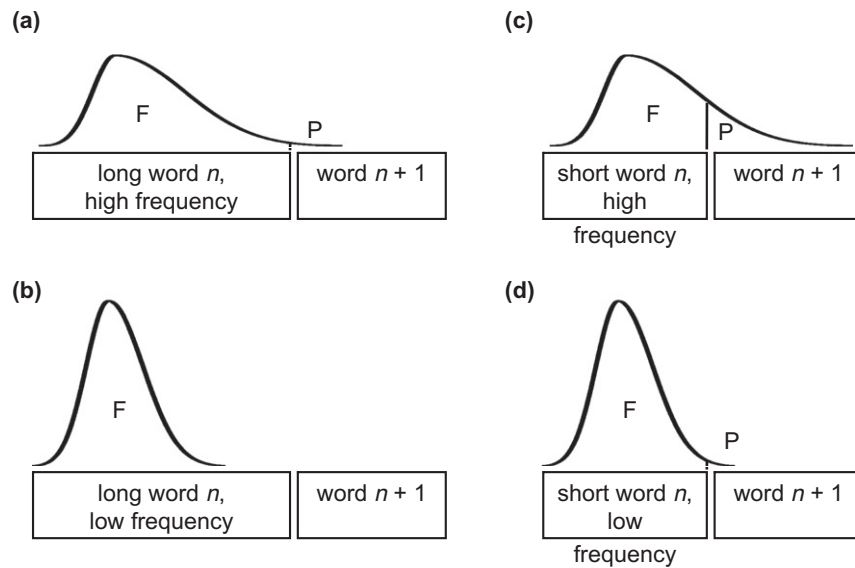 (a)
F
P
long word n,
high frequency
word n + 1
(c)
F
P
short word n,
high
frequency
word n + 1
(b)
F
long word n,
low frequency
word n + 1
(d)
F
P
short word n,
low
frequency
word n + 1